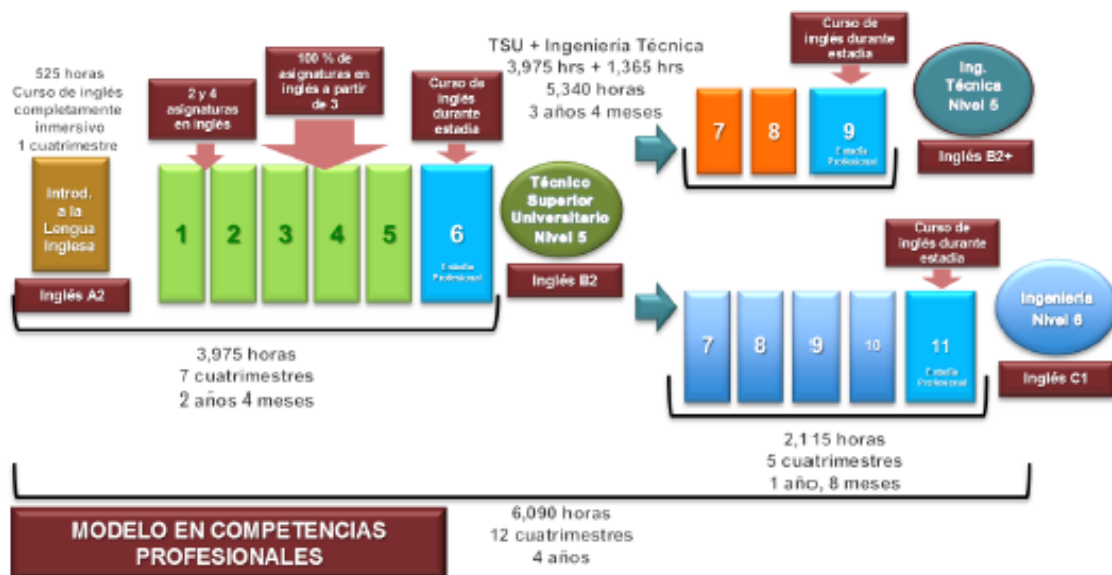 525 horas
Curso de inglés
completamente
inmersivo
1 cuatrimestre
Introd.
a la
Lengua
Inglesa
Inglés A2
2 y 4
asignaturas
en inglés
100 % de
asignaturas en
inglés a partir
de 3
Curso de
inglés durante
estadía
1
2
3
4
5
6
Estadía
Profesional
Técnico
Superior
Universitario
Nivel 5
Inglés B2
3,975 horas
7 cuatrimestres
2 años 4 meses
TSU + Ingeniería Técnica
3,975 hrs + 1,365 hrs
5,340 horas
3 años 4 meses
Curso de
inglés durante
estadía
7
8
9
Estadía
Profesional
Ing.
Técnica
Nivel 5
Inglés B2+
Curso de
inglés durante
estadía
7
8
9
10
11
Estadía
Profesional
Ingeniería
Nivel 6
Inglés C1
2,115 horas
5 cuatrimestres
1 año, 8 meses
6,090 horas
12 cuatrimestres
4 años
MODELO EN COMPETENCIAS
PROFESIONALES